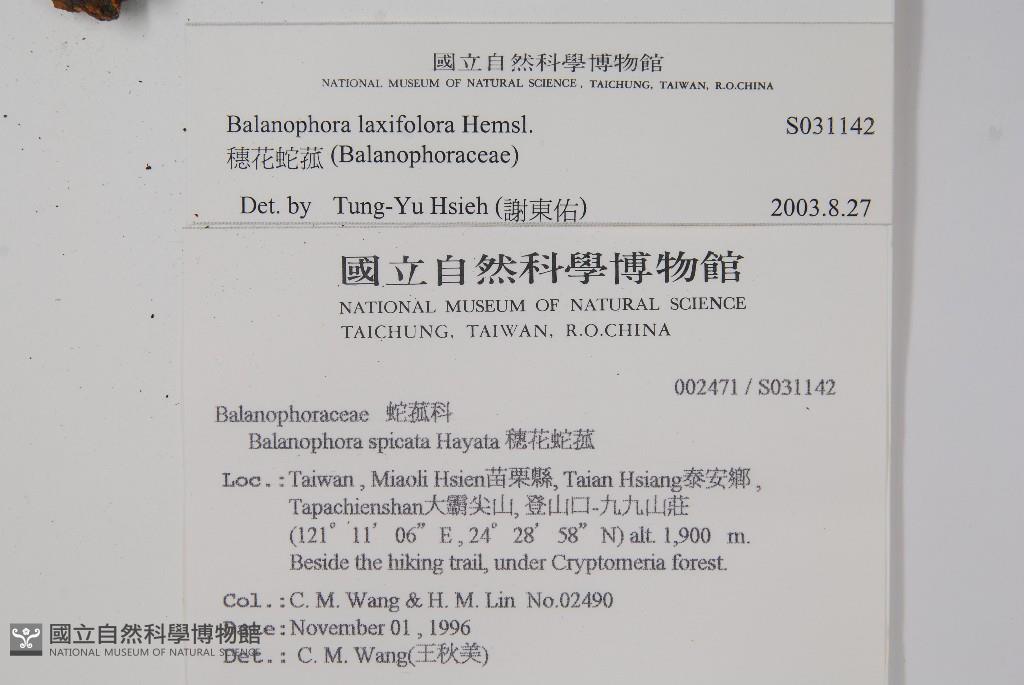 國立自然科學博物館
NATIONAL MUSEUM OF NATURAL SCIENCE, TAICHUNG, TAIWAN, R.O.CHINA
Balanophora laxifolora Hemsl. S031142
穗花蛇菰 (Balanophoraceae)
Det. by Tung-Yu Hsieh (謝東佑) 2003.8.27
國立自然科學博物館
NATIONAL MUSEUM OF NATURAL SCIENCE
TAICHUNG, TAIWAN, R.O.CHINA
002471 / S031142
Balanophoraceae 蛇菰科
Balanophora spicata Hayata 穗花蛇菰
Loc.: Taiwan , Miaoli Hsien苗栗縣, Taian Hsiang泰安鄉 ,
Tapachienshan大霸尖山, 登山口-九九山莊
(121° 11′ 06” E , 24° 28′ 58” N) alt. 1,900 m.
Beside the hiking trail, under Cryptomeria forest.
Col.: C. M. Wang & H. M. Lin No.02490
Date: November 01 , 1996
Det.: C. M. Wang(王秋美)
國立自然科學博物館
NATIONAL MUSEUM OF NATURAL SCIENCE